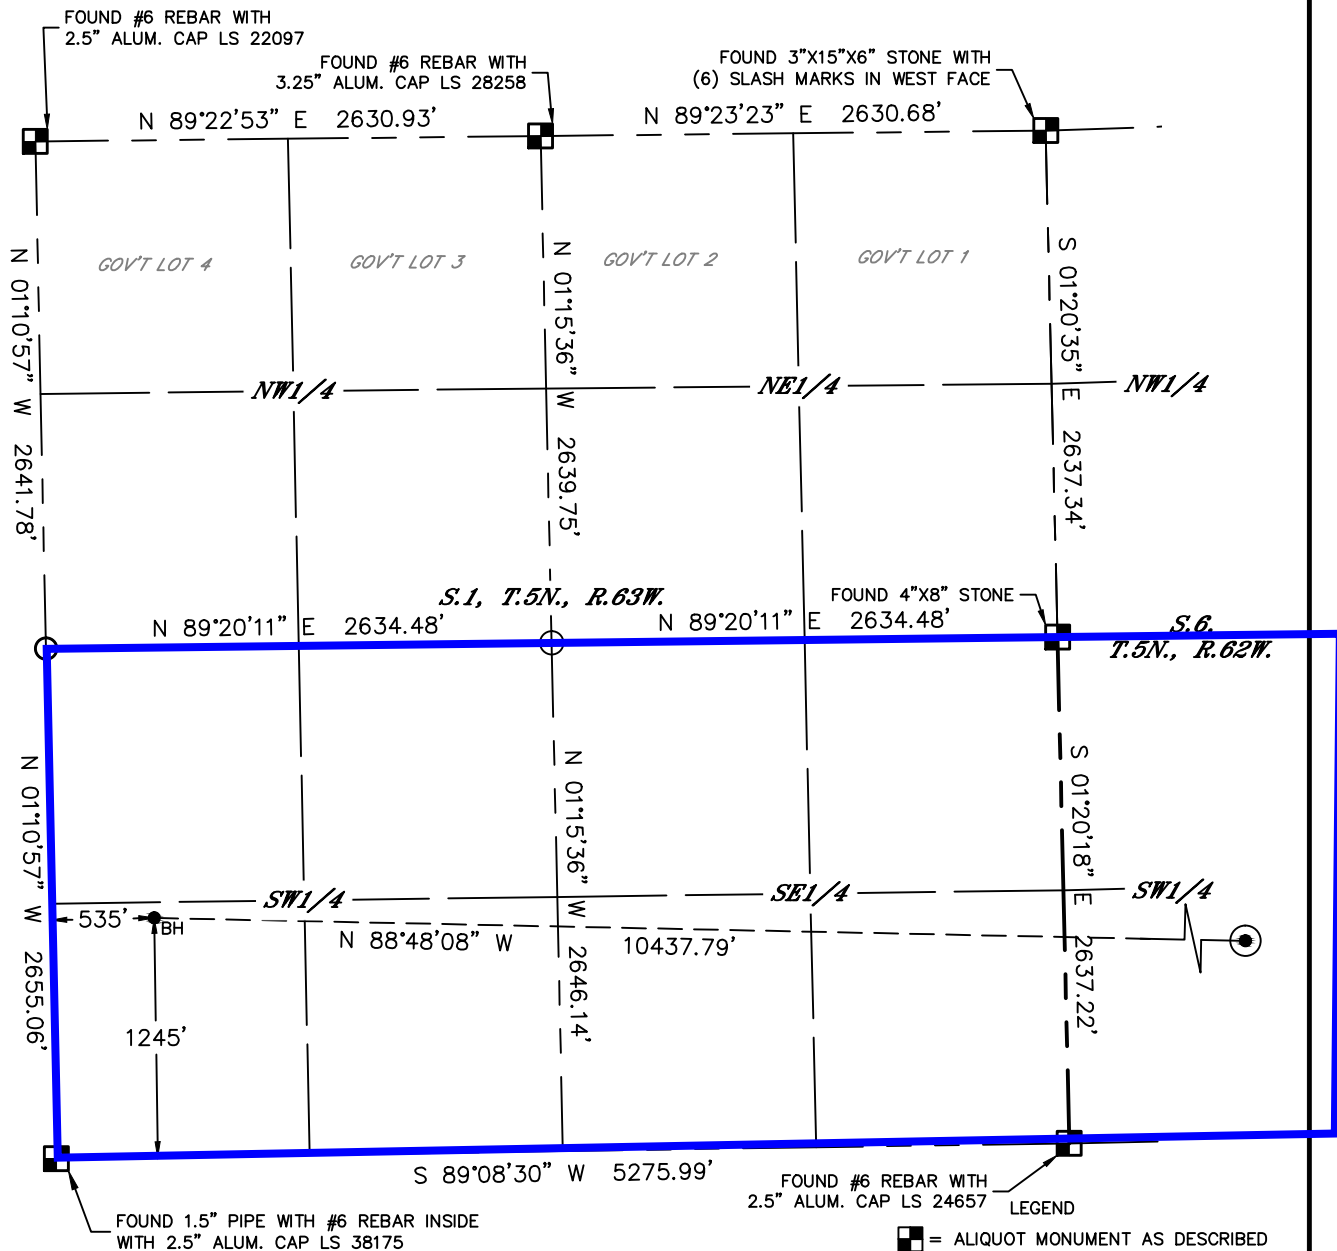 FOUND #6 REBAR WITH
2.5" ALUM. CAP LS 22097
FOUND #6 REBAR WITH
3.25" ALUM. CAP LS 28258
FOUND 3"X15"X6" STONE WITH
(6) SLASH MARKS IN WEST FACE
N 89°22'53" E 2630.93'
N 89°23'23" E 2630.68'
GOV'T LOT 4
GOV'T LOT 3
GOV'T LOT 2
GOV'T LOT 1
N 01°10'57" W 2641.78'
N 01°15'36" W 2639.75'
S 01°20'35" E 2637.34'
NW1/4
NE1/4
NW1/4
S.1, T.5N., R.63W.
FOUND 4"X8" STONE
N 89°20'11" E 2634.48'
N 89°20'11" E 2634.48'
S.6,
T.5N., R.62W.
N 01°10'57" W 2655.06'
N 01°15'36" W 2646.14'
S 01°20'18" E 2637.22'
SW1/4
SE1/4
SW1/4
535'
BH
N 88°48'08" W 10437.79'
1245'
S 89°08'30" W 5275.99'
FOUND #6 REBAR WITH
2.5" ALUM. CAP LS 24657
LEGEND
FOUND 1.5" PIPE WITH #6 REBAR INSIDE
WITH 2.5" ALUM. CAP LS 38175
= ALIQUOT MONUMENT AS DESCRIBED